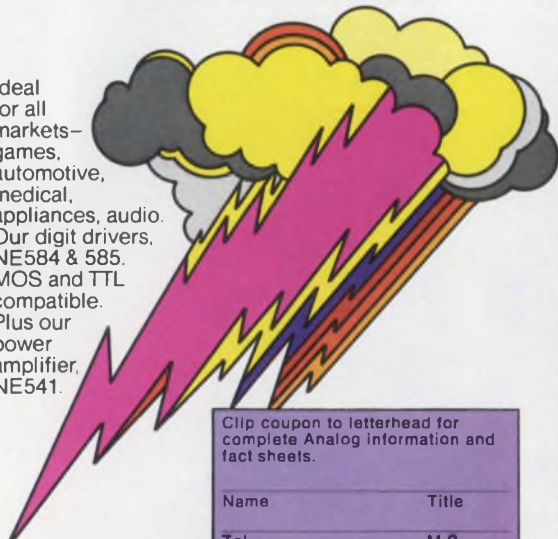 deal
or all
markets–
games,
automotive,
medical,
appliances, audio.
Our digit drivers,
NE584 & 585.
MOS and TTL
compatible.
Plus our
power
amplifier,
NE541.
Clip coupon to letterhead for
complete Analog information and
fact sheets.
Name Title
Tel. M.S.